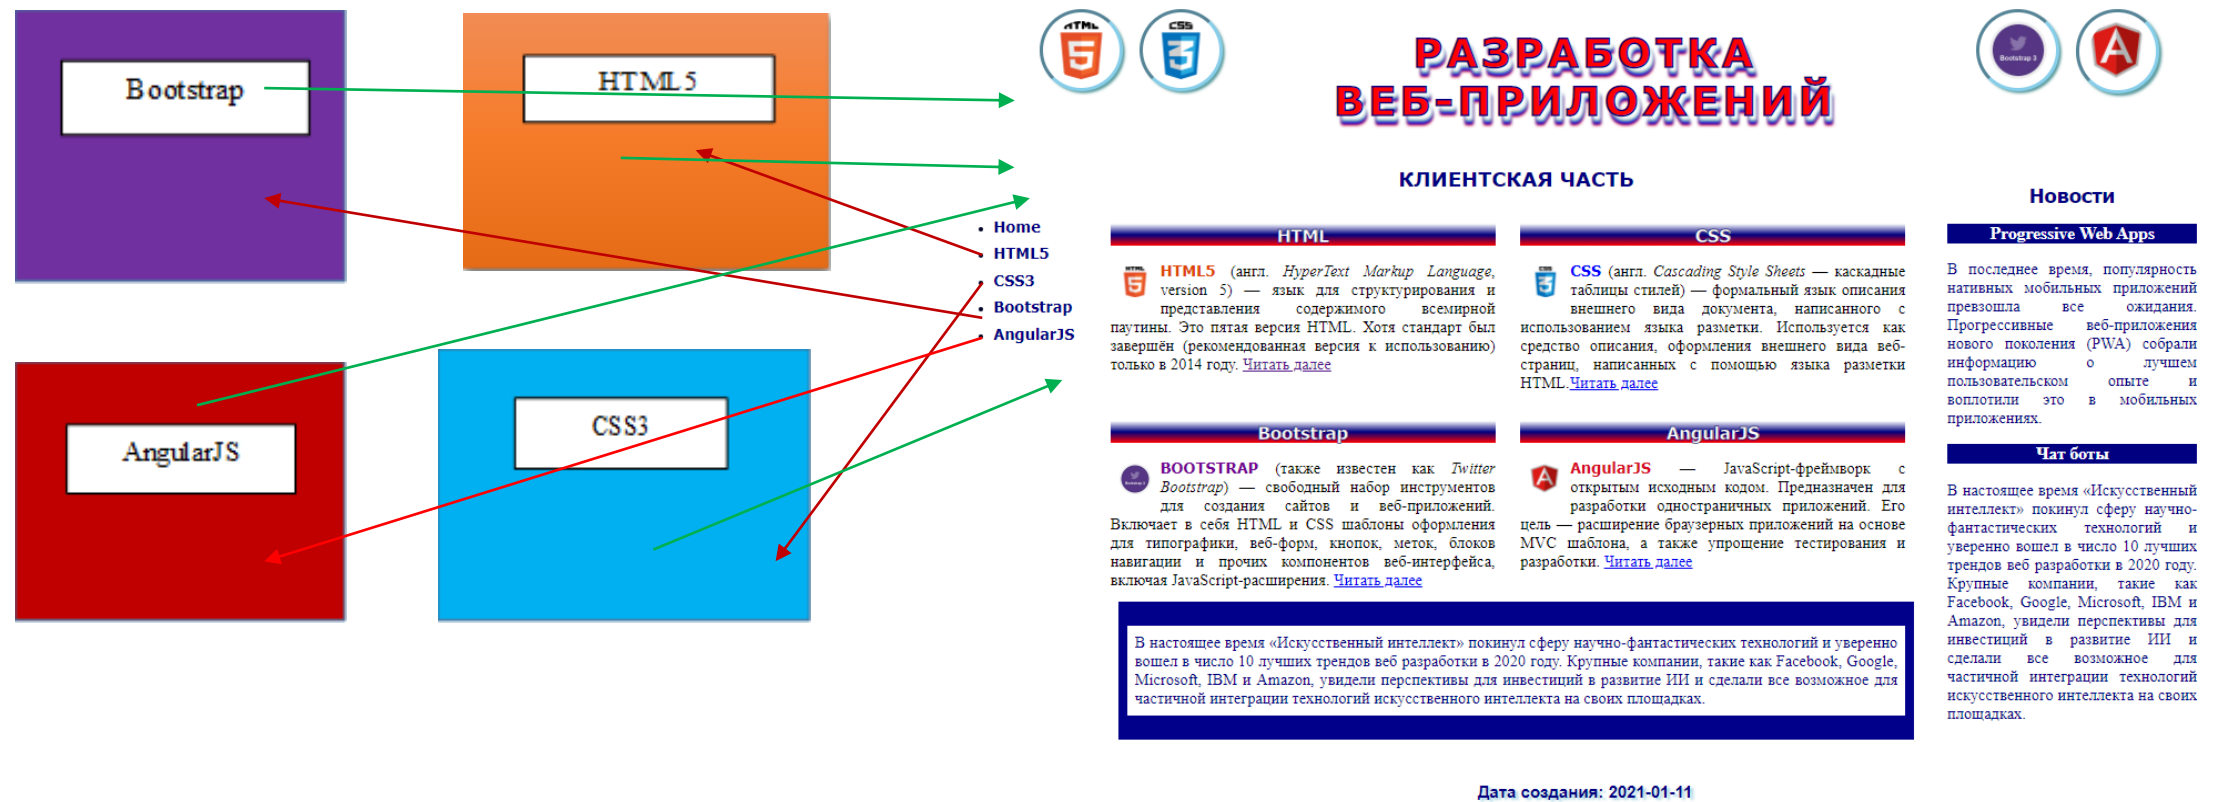 Bootstrap
HTML5
AngularJS
CSS3
Home
HTML5
CSS3
Bootstrap
AngularJS
HTML
5
CSS
3
РАЗРАБОТКА
ВЕБ-ПРИЛОЖЕНИЙ
Bootstrap 3
A
КЛИЕНТСКАЯ ЧАСТЬ
HTML
HTML5 (англ. HyperText Markup Language,
version 5) — язык для структурирования и
представления содержимого всемирной
паутины. Это пятая версия HTML. Хотя стандарт был
завершён (рекомендованная версия к использованию)
только в 2014 году. Читать далее
CSS
CSS (англ. Cascading Style Sheets — каскадные
таблицы стилей) — формальный язык описания
внешнего вида документа, написанного с
использованием языка разметки. Используется как
средство описания, оформления внешнего вида веб-
страниц, написанных с помощью языка разметки
HTML.Читать далее
Bootstrap
BOOTSTRAP (также известен как Twitter
Bootstrap) — свободный набор инструментов
для создания сайтов и веб-приложений.
Включает в себя HTML и CSS шаблоны оформления
для типографики, веб-форм, кнопок, меток, блоков
навигации и прочих компонентов веб-интерфейса,
включая JavaScript-расширения. Читать далее
AngularJS
AngularJS — JavaScript-фреймворк с
открытым исходным кодом. Предназначен для
разработки одностраничных приложений. Его
цель — расширение браузерных приложений на основе
MVC шаблона, а также упрощение тестирования и
разработки. Читать далее
В настоящее время «Искусственный интеллект» покинул сферу научно-фантастических технологий и уверенно
вошел в число 10 лучших трендов веб разработки в 2020 году. Крупные компании, такие как Facebook, Google,
Microsoft, IBM и Amazon, увидели перспективы для инвестиций в развитие ИИ и сделали все возможное для
частичной интеграции технологий искусственного интеллекта на своих площадках.
Новости
Progressive Web Apps
В последнее время, популярность
нативных мобильных приложений
превзошла все ожидания.
Прогрессивные веб-приложения
нового поколения (PWA) собрали
информацию о лучшем
пользовательском опыте и
воплотили это в мобильных
приложениях.
Чат боты
В настоящее время «Искусственный
интеллект» покинул сферу научно-
фантастических технологий и
уверенно вошел в число 10 лучших
трендов веб разработки в 2020 году.
Крупные компании, такие как
Facebook, Google, Microsoft, IBM и
Amazon, увидели перспективы для
инвестиций в развитие ИИ и
сделали все возможное для
частичной интеграции технологий
искусственного интеллекта на своих
площадках.
Дата создания: 2021-01-11